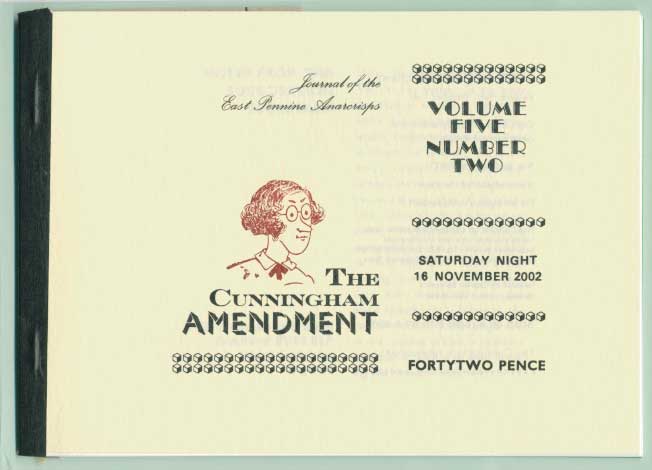 Journal of the
East Pennine Anarcrisps
THE
CUNNINGHAM
AMENDMENT
VOLUME
FIVE
NUMBER
TWO
SATURDAY NIGHT
16 NOVEMBER 2002
FORTYTWO PENCE